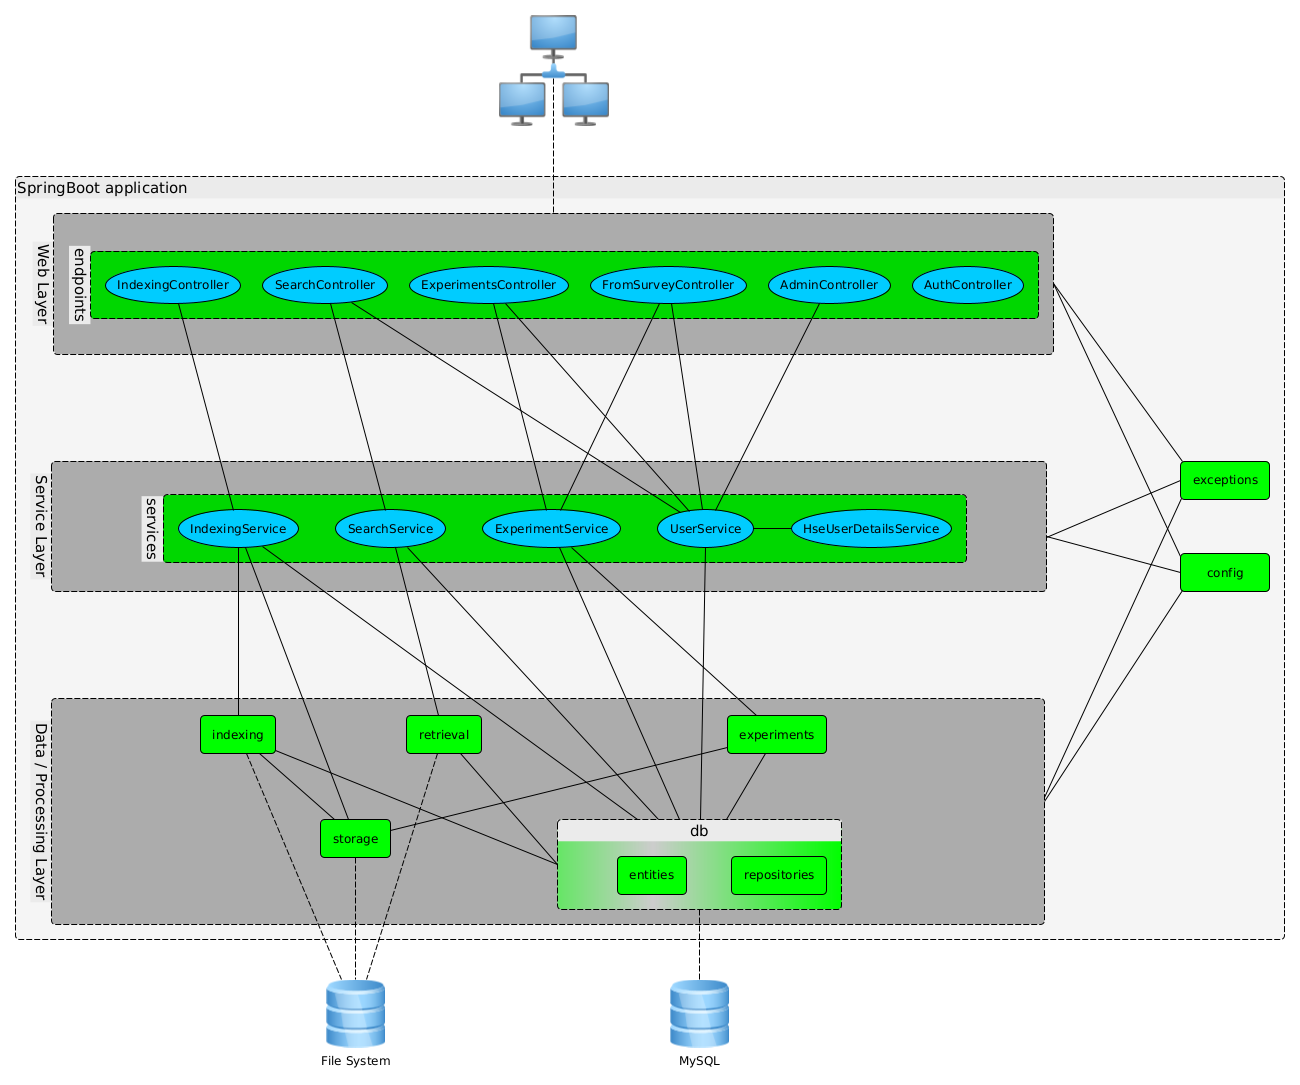 SpringBoot application
Web Layer
endpoints
IndexingController
SearchController
ExperimentsController
FromSurveyController
AdminController
AuthController
exceptions
Service Layer
services
IndexingService
SearchService
ExperimentService
UserService
HseUserDetailsService
config
Data / Processing Layer
indexing
retrieval
experiments
storage
db
entities
repositories
File System
MySQL